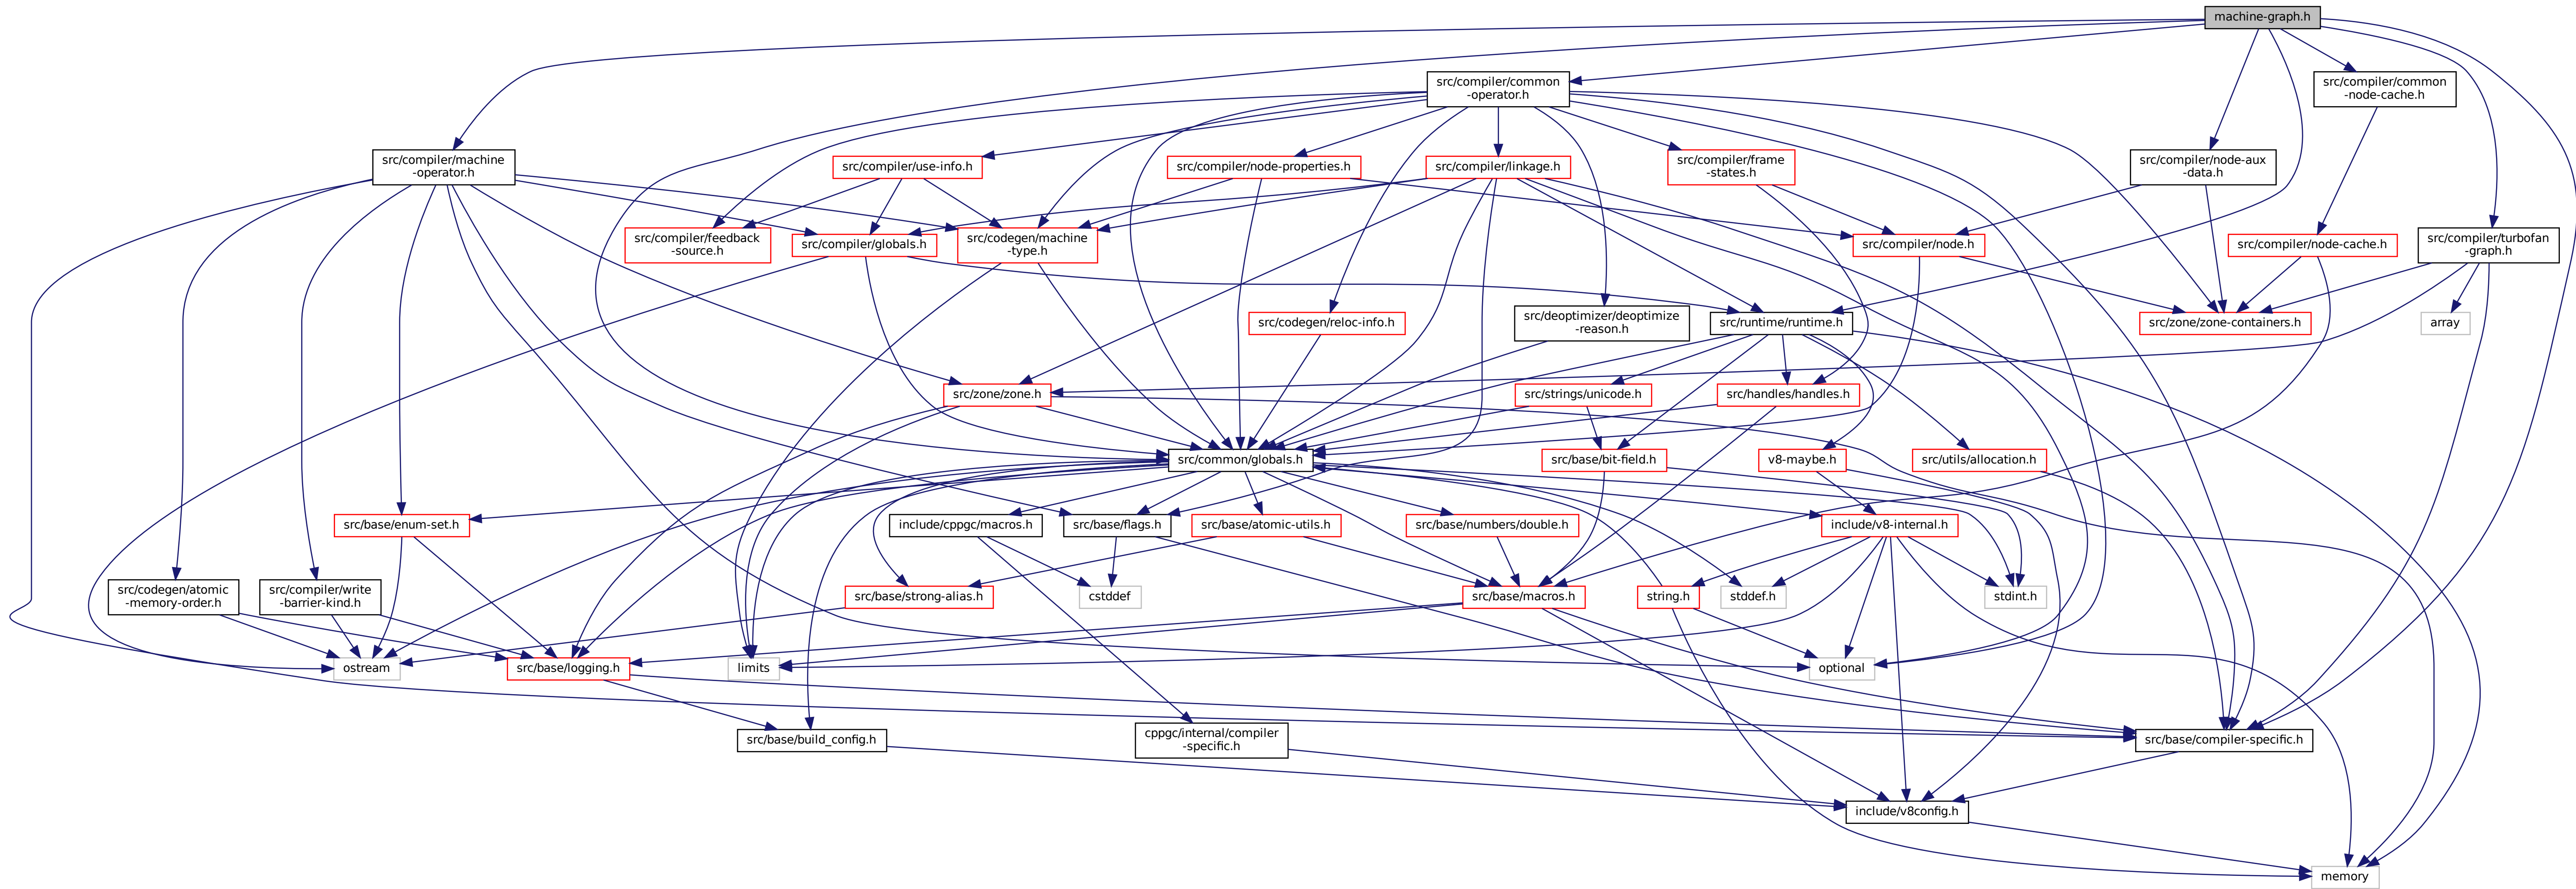 machine-graph.h
src/compiler/common
-operator.h
src/compiler/common
-node-cache.h
src/compiler/machine
-operator.h
src/compiler/use-info.h
src/compiler/node-properties.h
src/compiler/linkage.h
src/compiler/frame
-states.h
src/compiler/node-aux
-data.h
src/compiler/feedback
-source.h
src/compiler/globals.h
src/codegen/machine
-type.h
src/compiler/node.h
src/compiler/node-cache.h
src/compiler/turbofan
-graph.h
src/codegen/reloc-info.h
src/deoptimizer/deoptimize
-reason.h
src/runtime/runtime.h
src/zone/zone-containers.h
array
src/zone/zone.h
src/strings/unicode.h
src/handles/handles.h
src/common/globals.h
src/base/bit-field.h
v8-maybe.h
src/utils/allocation.h
src/base/enum-set.h
include/cppgc/macros.h
src/base/flags.h
src/base/atomic-utils.h
src/base/numbers/double.h
include/v8-internal.h
src/codegen/atomic
-memory-order.h
src/compiler/write
-barrier-kind.h
src/base/strong-alias.h
cstddef
src/base/macros.h
string.h
stddef.h
stdint.h
ostream
src/base/logging.h
limits
optional
src/base/build_config.h
cppgc/internal/compiler
-specific.h
src/base/compiler-specific.h
include/v8config.h
memory